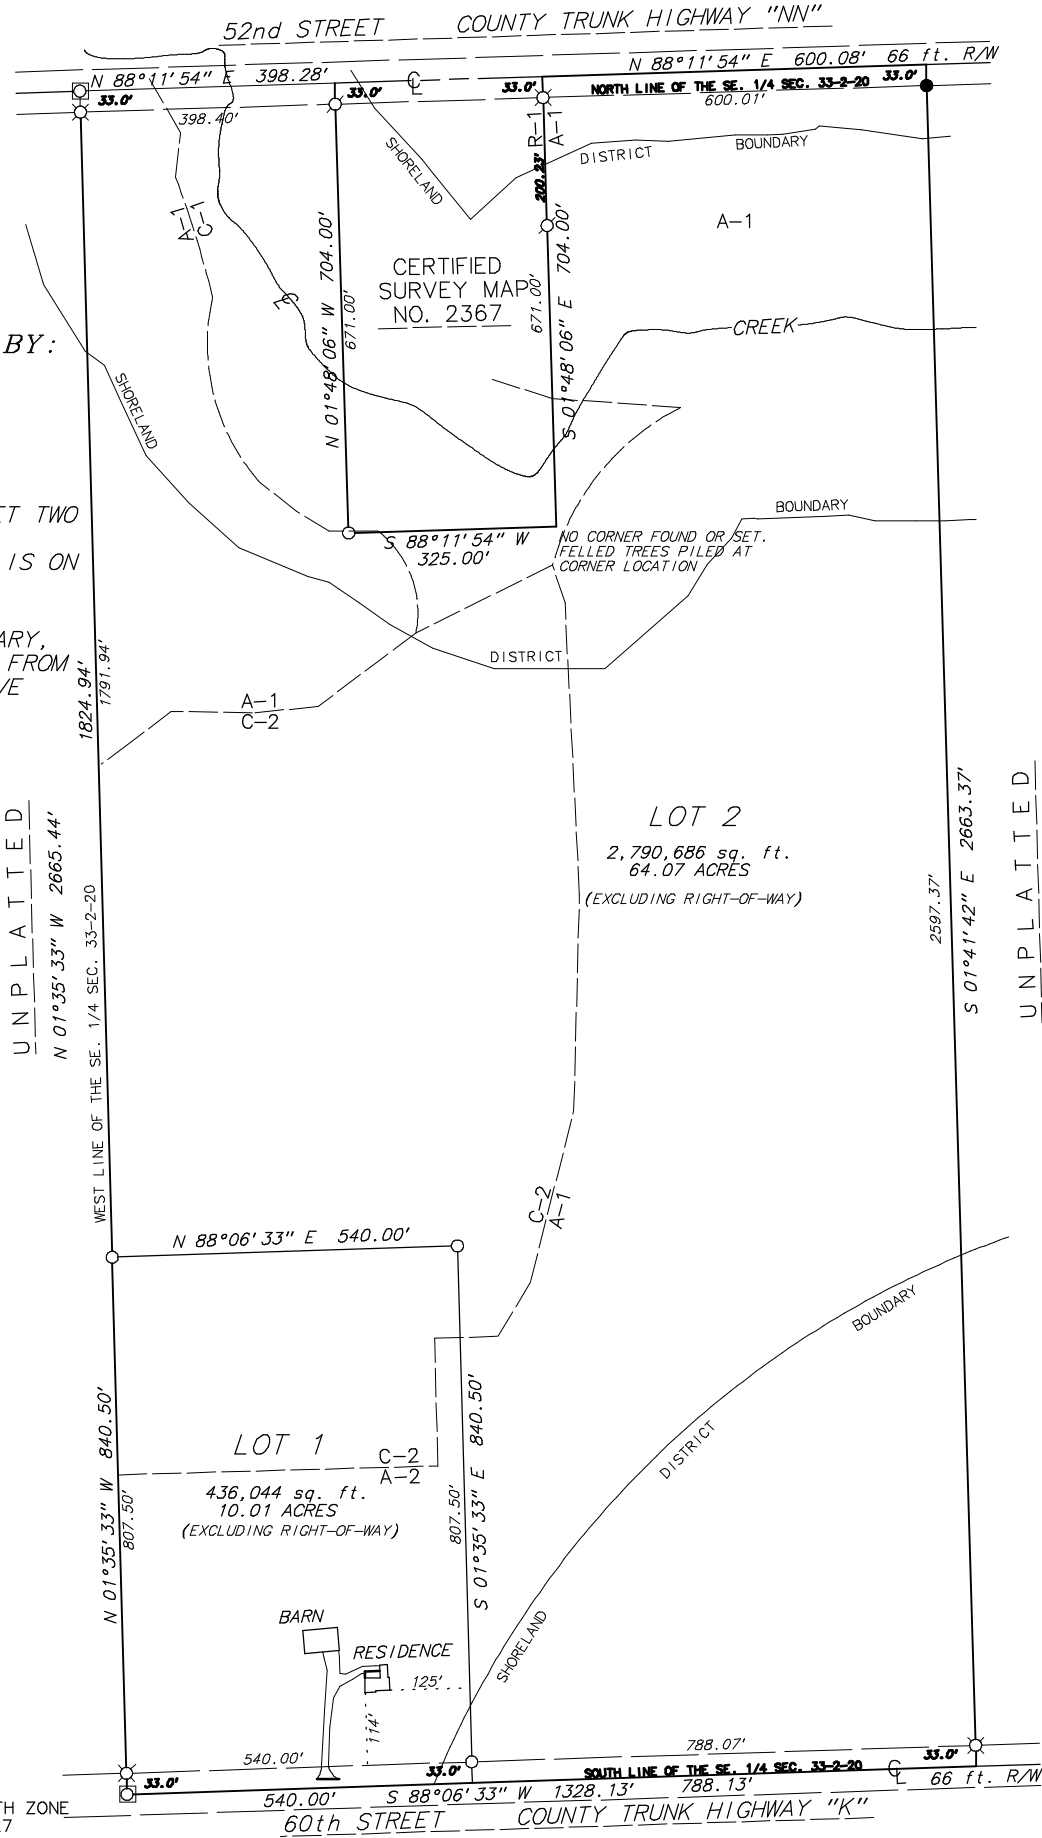 52nd STREET COUNTY TRUNK HIGHWAY "NN"
N 88°11'54" E 398.28' ℄
N 88°11'54" E 600.08' 66 ft. R/W
33.0' 33.0' 33.0' NORTH LINE OF THE SE. 1/4 SEC. 33-2-20 33.0'
398.40' 600.01'
R-1
A-1
200.23'
SHORELAND
DISTRICT
BOUNDARY
A-1
C-1
A-1
℄
CERTIFIED
SURVEY MAP
NO. 2367
N 01°48'06" W 704.00'
671.00'
671.00'
S 01°48'06" E 704.00'
CREEK
BY:
SHORELAND
BOUNDARY
TWO
IS ON
S 88°11'54" W
325.00'
NO CORNER FOUND OR SET.
FELLED TREES PILED AT
CORNER LOCATION
FROM
DISTRICT
1824.94'
1791.94'
A-1
C-2
UNPLATTED
N 01°35'33" W 2665.44'
WEST LINE OF THE SE. 1/4 SEC. 33-2-20
LOT 2
2,790,686 sq. ft.
64.07 ACRES
(EXCLUDING RIGHT-OF-WAY)
2597.37'
S 01°41'42" E 2663.37'
UNPLATTED
C-2
A-1
N 88°06'33" E 540.00'
BOUNDARY
DISTRICT
SHORELAND
N 01°35'33" W 840.50'
807.50'
LOT 1
C-2
A-2
436,044 sq. ft.
10.01 ACRES
(EXCLUDING RIGHT-OF-WAY)
807.50'
S 01°35'33" E 840.50'
BARN
RESIDENCE
125'
114'
540.00' 788.07'
33.0' 33.0' SOUTH LINE OF THE SE. 1/4 SEC. 33-2-20 ℄ 33.0'
540.00' S 88°06'33" W 1328.13' 788.13' 66 ft. R/W
ZONE
60th STREET COUNTY TRUNK HIGHWAY "K"